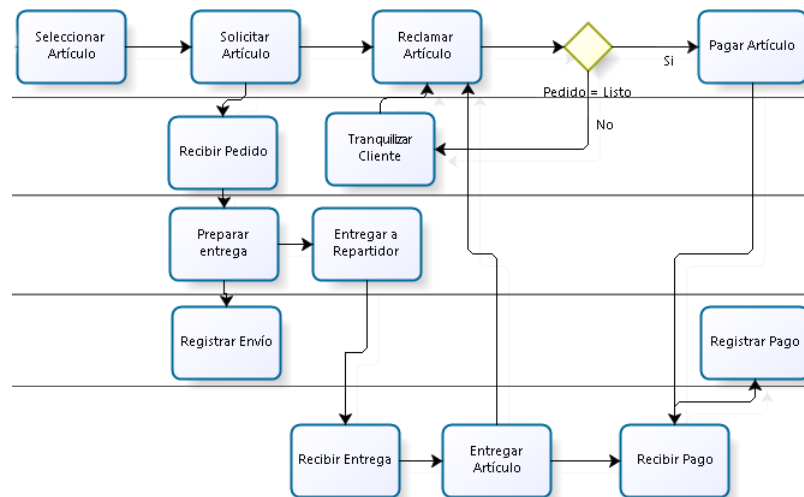 Seleccionar
Artículo
Solicitar
Artículo
Reclamar
Artículo
Pagar Artículo
Si
Pedido = Listo
No
Recibir Pedido
Tranquilizar
Cliente
Preparar
entrega
Entregar a
Repartidor
Registrar Envío
Registrar Pago
Recibir Entrega
Entregar
Artículo
Recibir Pago